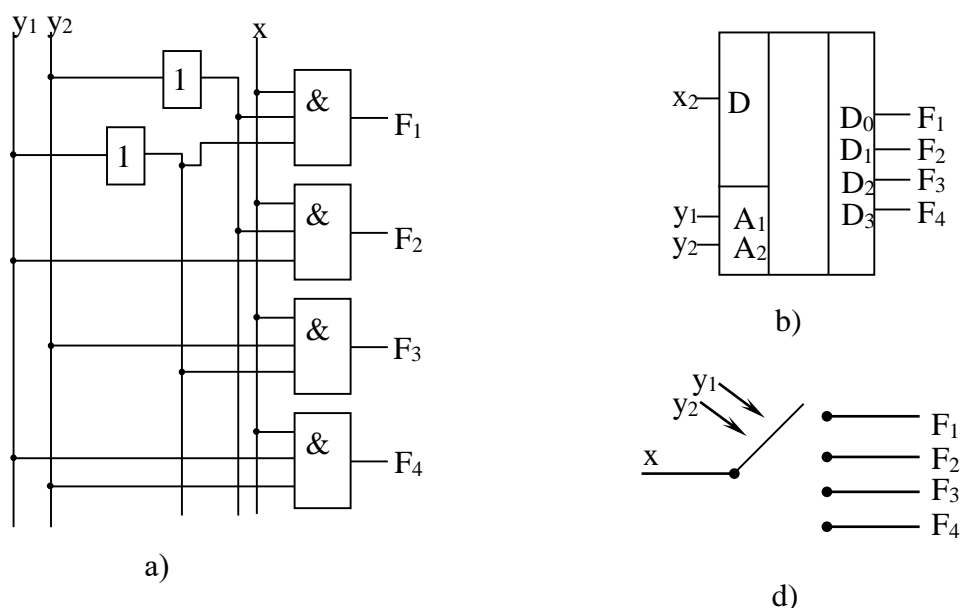 y₁ y₂ x
1 & F₁
1
& F₂
& F₃
& F₄
a)
x₂ D
D₀ F₁
D₁ F₂
D₂ F₃
D₃ F₄
y₁ A₁
y₂ A₂
b)
y₁
y₂
x
F₁
F₂
F₃
F₄
d)